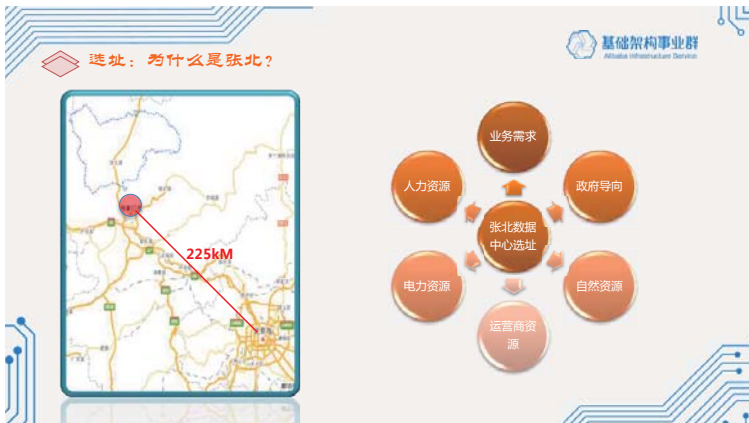 选址：为什么是张北？
基础架构事业群
Alibaba Infrastructure Service
225kM
业务需求
人力资源
政府导向
张北数据
中心选址
电力资源
自然资源
运营商资
源